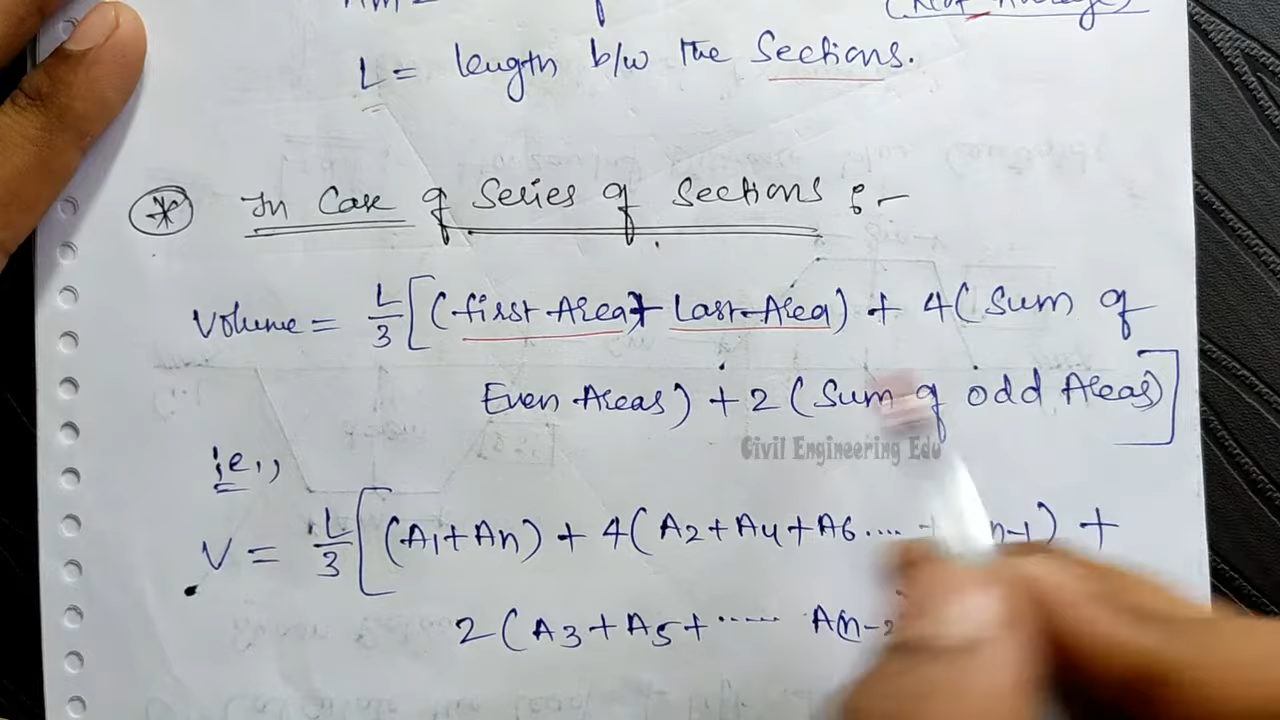 L = length b/w the Sections.
* In Case of Series of Sections :-
Volume = L/3 [(first Area + Last Area) + 4 (Sum of
Even Areas) + 2 (Sum of odd Areas)]
Civil Engineering Edu
ie.,
V = L/3 [(A1 + An) + 4(A2 + A4 + A6 .... + n-1) +
2 (A3 + A5 + ..... A(n-2